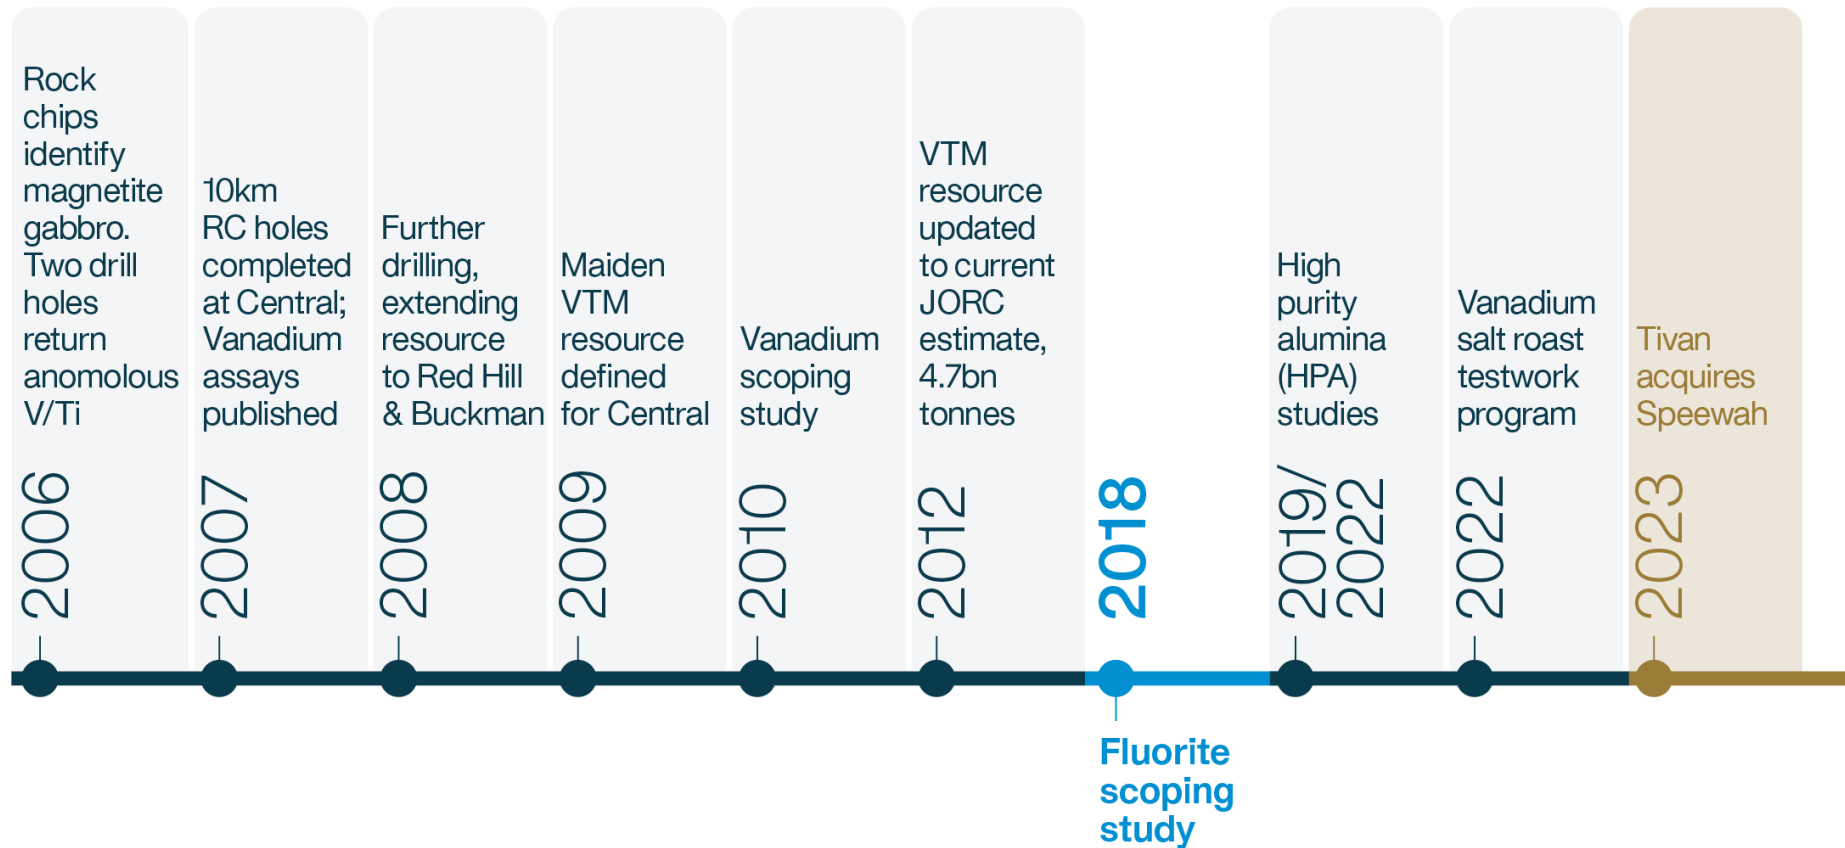 Rock
chips
identify
magnetite
gabbro.
Two drill
holes
return
anomolous
V/Ti
2006
10km
RC holes
completed
at Central;
Vanadium
assays
published
2007
Further
drilling,
extending
resource
to Red Hill
& Buckman
2008
Maiden
VTM
resource
defined
for Central
2009
Vanadium
scoping
study
2010
VTM
resource
updated
to current
JORC
estimate,
4.7bn
tonnes
2012
2018
Fluorite
scoping
study
High
purity
alumina
(HPA)
studies
2019/
2022
Vanadium
salt roast
testwork
program
2022
Tivan
acquires
Speewah
2023